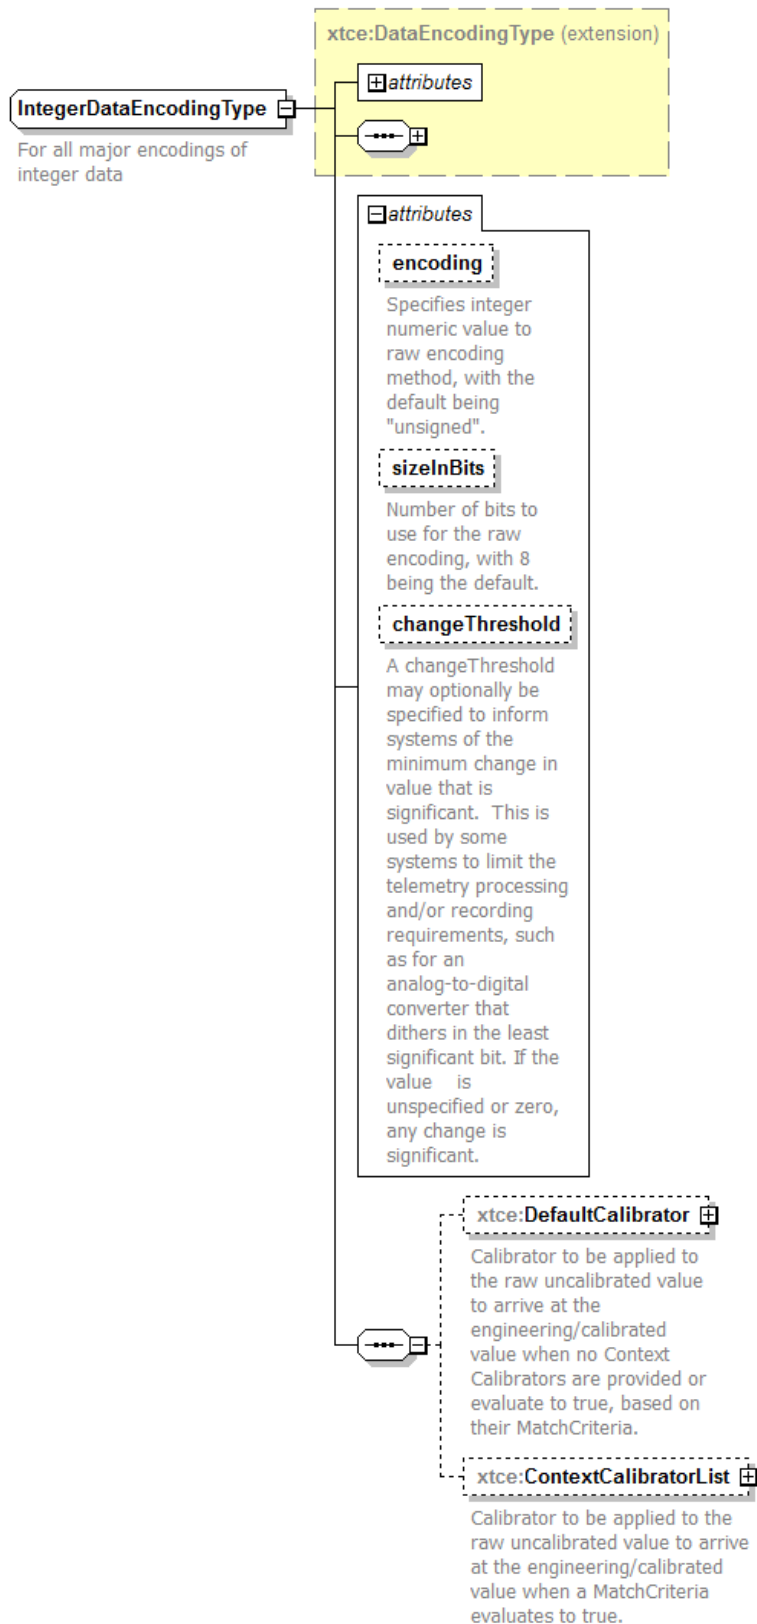 xtce:DataEncodingType (extension)
attributes
IntegerDataEncodingType
For all major encodings of
integer data
attributes
encoding
Specifies integer
numeric value to
raw encoding
method, with the
default being
"unsigned".
sizeInBits
Number of bits to
use for the raw
encoding, with 8
being the default.
changeThreshold
A changeThreshold
may optionally be
specified to inform
systems of the
minimum change in
value that is
significant.  This is
used by some
systems to limit the
telemetry processing
and/or recording
requirements, such
as for an
analog-to-digital
converter that
dithers in the least
significant bit. If the
value    is
unspecified or zero,
any change is
significant.
xtce:DefaultCalibrator
Calibrator to be applied to
the raw uncalibrated value
to arrive at the
engineering/calibrated
value when no Context
Calibrators are provided or
evaluate to true, based on
their MatchCriteria.
xtce:ContextCalibratorList
Calibrator to be applied to the
raw uncalibrated value to arrive
at the engineering/calibrated
value when a MatchCriteria
evaluates to true.